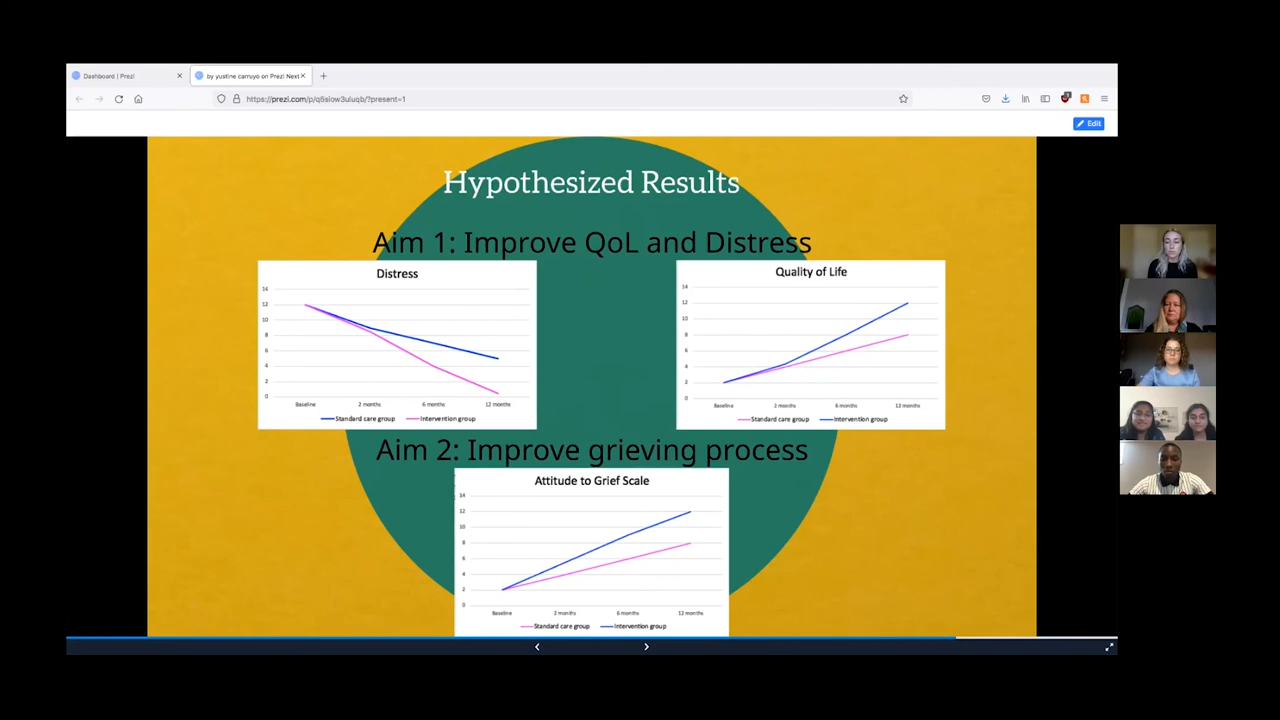 Dashboard | Prezi
by yustine carruyo on Prezi Next
https://prezi.com/p/q6siow3uiuqb/?present=1
Edit
Hypothesized Results
Aim 1: Improve QoL and Distress
Distress
14
12
10
8
6
4
2
0
Baseline 2 months 6 months 12 months
Standard care group Intervention group
Quality of Life
14
12
10
8
6
4
2
0
Baseline 2 months 6 months 12 months
Standard care group Intervention group
Aim 2: Improve grieving process
Attitude to Grief Scale
14
12
10
8
6
4
2
0
Baseline 2 months 6 months 12 months
Standard care group Intervention group